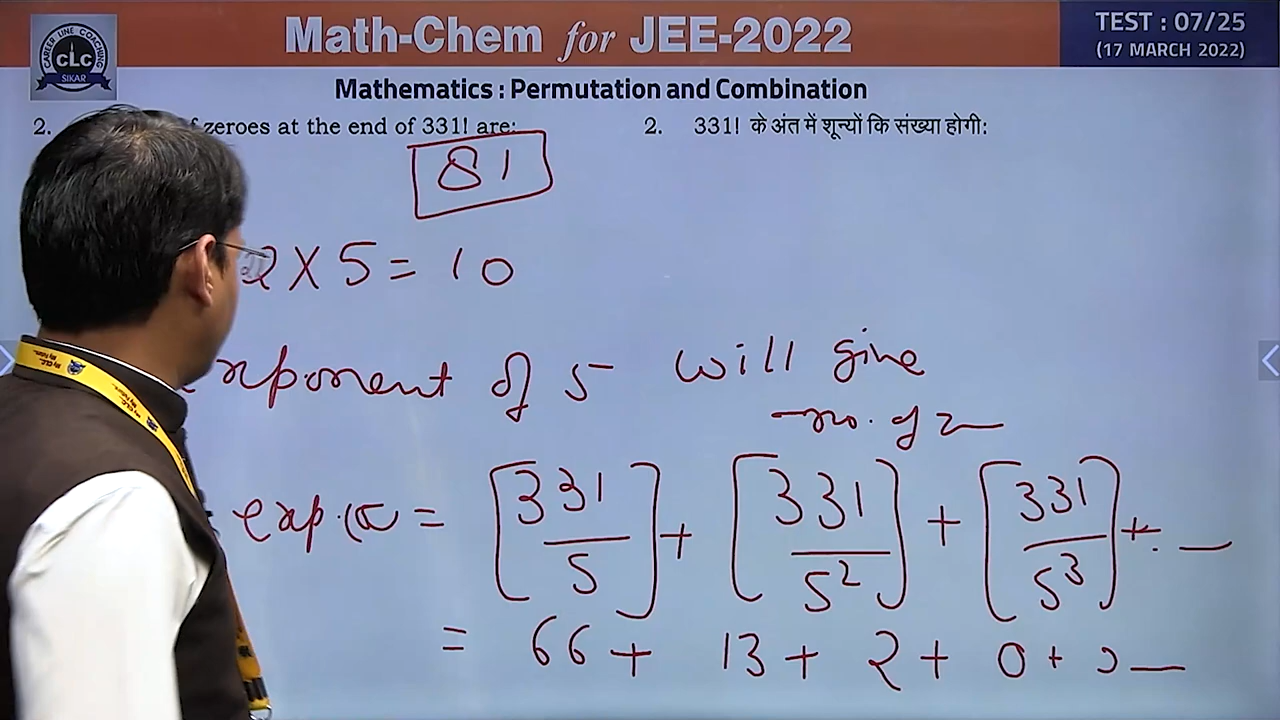 Math-Chem for JEE-2022
TEST : 07/25
(17 MARCH 2022)
CAREER LINE COACHING
CLC
SIKAR
Mathematics : Permutation and Combination
2. zeroes at the end of 331! are:
2. 331! के अंत में शून्यों कि संख्या होगी:
81
2 X 5 = 10
of 5 will give
no. of z
= [331/5] + [331/5²] + [331/5³] + . —
= 66 + 13 + 2 + 0 + 0 —